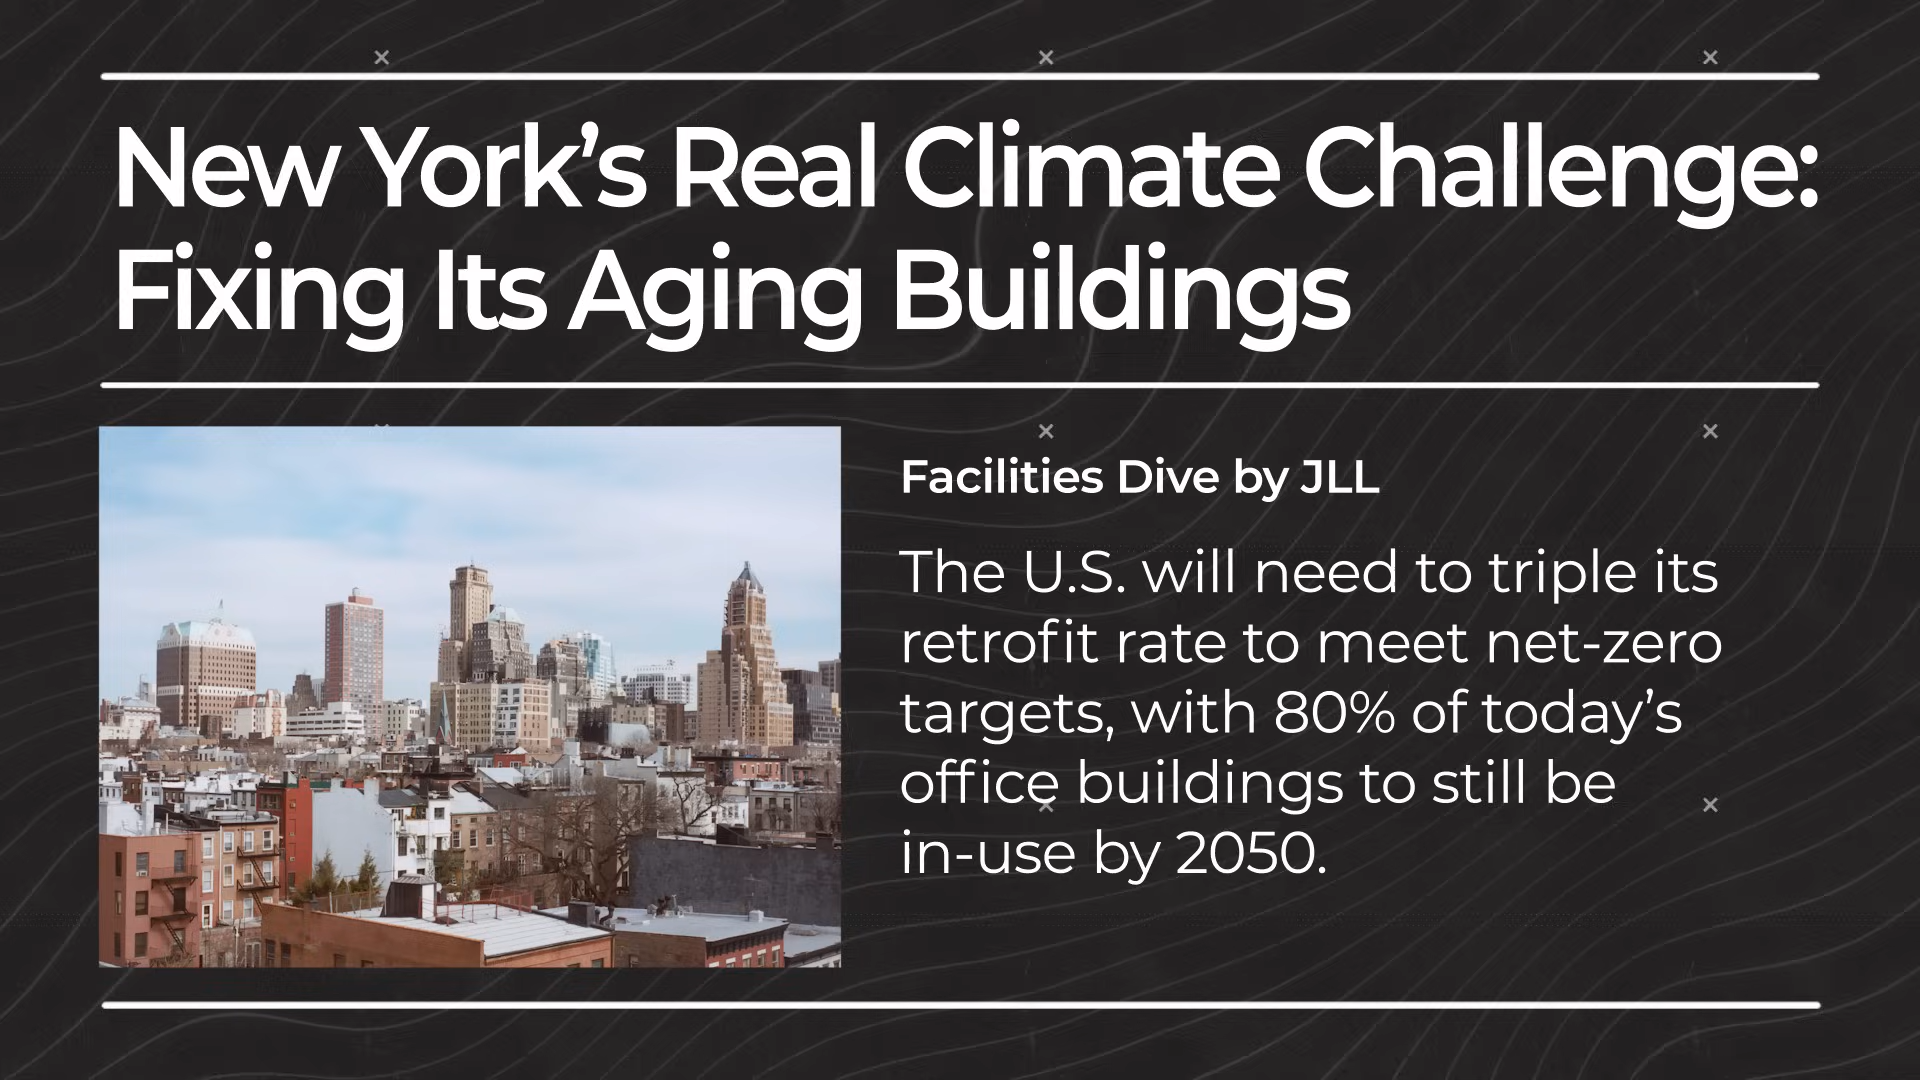 New York’s Real Climate Challenge:
Fixing Its Aging Buildings
Facilities Dive by JLL
The U.S. will need to triple its
retrofit rate to meet net-zero
targets, with 80% of today’s
office buildings to still be
in-use by 2050.